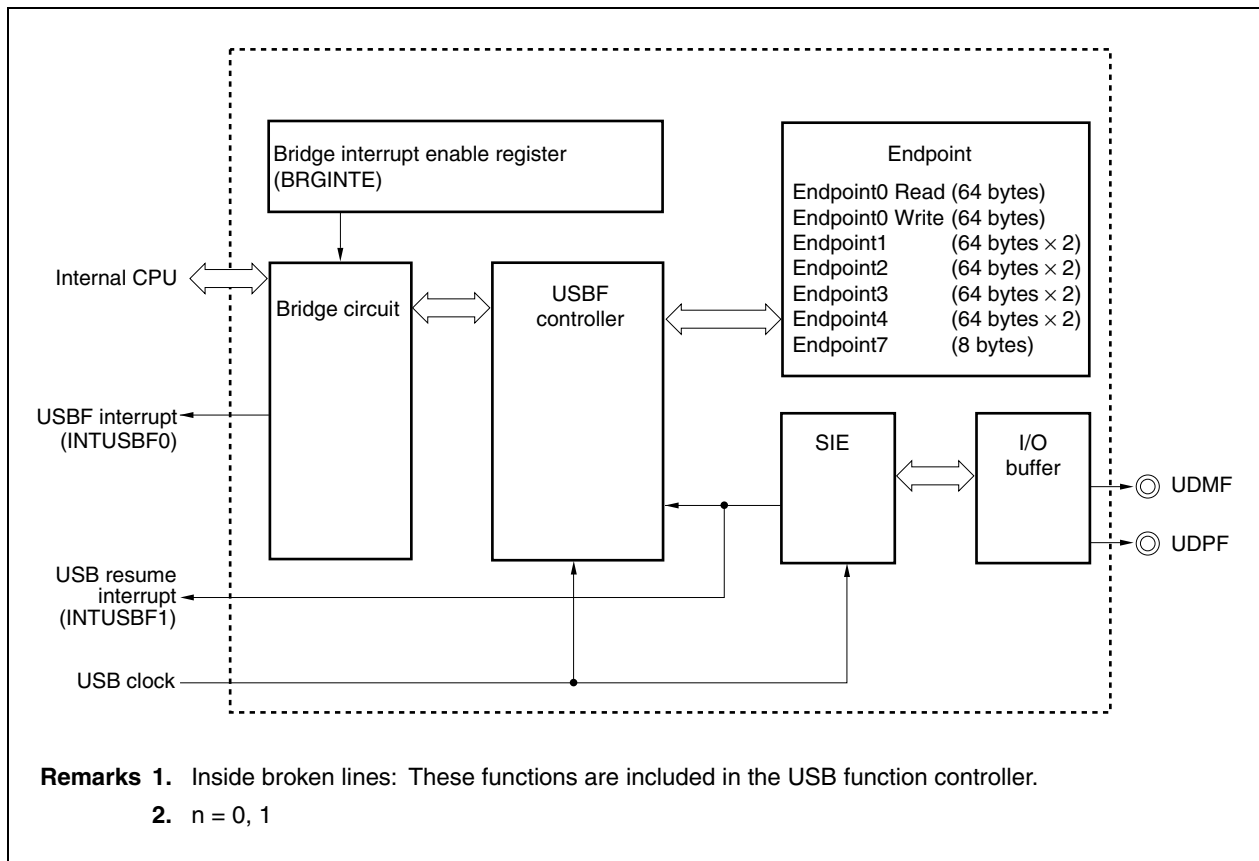 Bridge interrupt enable register
(BRGINTE)
Endpoint
Endpoint0 Read (64 bytes)
Endpoint0 Write (64 bytes)
Endpoint1 (64 bytes × 2)
Endpoint2 (64 bytes × 2)
Endpoint3 (64 bytes × 2)
Endpoint4 (64 bytes × 2)
Endpoint7 (8 bytes)
Internal CPU
Bridge circuit
USBF
controller
USBF interrupt
(INTUSBF0)
SIE
I/O
buffer
UDMF
UDPF
USB resume
interrupt
(INTUSBF1)
USB clock
Remarks 1. Inside broken lines: These functions are included in the USB function controller.
2. n = 0, 1